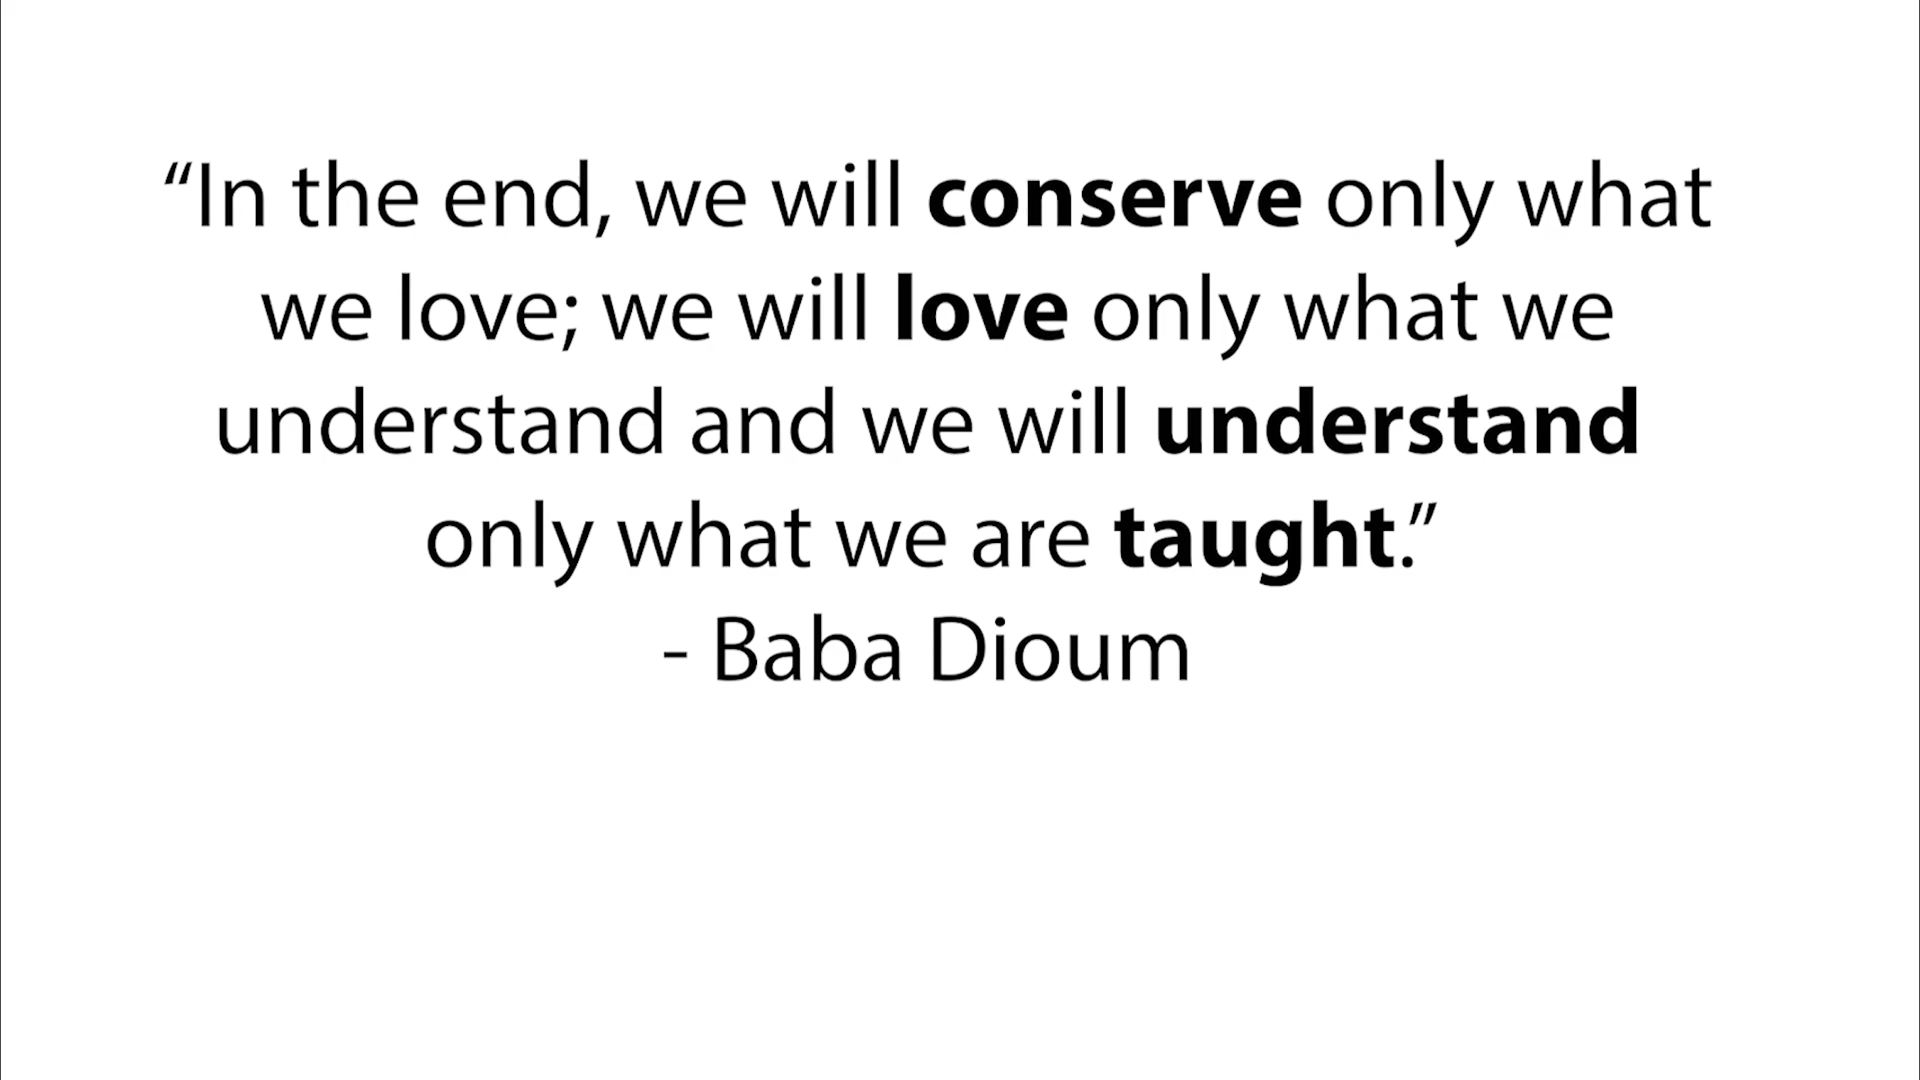 “In the end, we will conserve only what
we love; we will love only what we
understand and we will understand
only what we are taught.”
- Baba Dioum